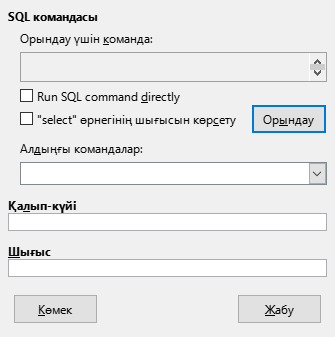 SQL командасы
Орындау үшін команда:
Run SQL command directly
"select" өрнегінің шығысын көрсету
Орындау
Алдыңғы командалар:
Қалып-күйі
Шығыс
Көмек
Жабу